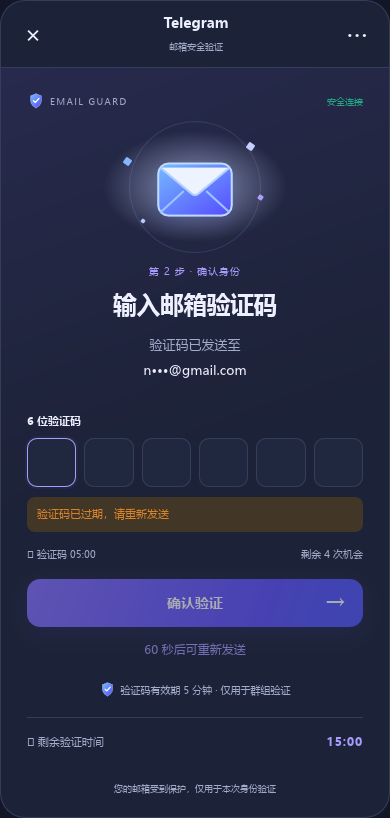 Telegram
邮箱安全验证
EMAIL GUARD
安全连接
第 2 步 · 确认身份
输入邮箱验证码
验证码已发送至
n•••@gmail.com
6 位验证码
验证码已过期，请重新发送
验证码 05:00
剩余 4 次机会
确认验证 →
60 秒后可重新发送
验证码有效期 5 分钟 · 仅用于群组验证
剩余验证时间
15:00
您的邮箱受到保护，仅用于本次身份验证